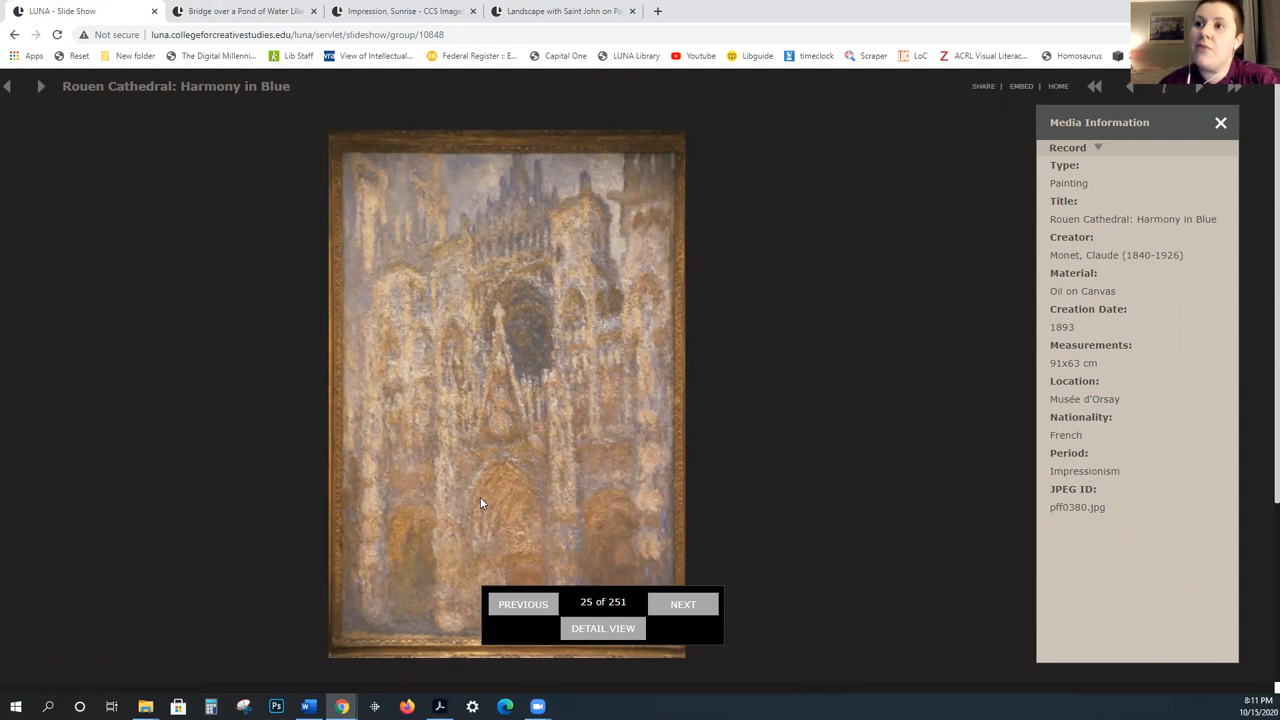 LUNA - Slide Show
Bridge over a Pond of Water Lilie
Impression, Sunrise - CCS Image
Landscape with Saint John on Pa
Not secure | luna.collegeforcreativestudies.edu/luna/servlet/slideshow/group/10848
Apps Reset New folder The Digital Millenni... Lib Staff View of Intellectual... Federal Register :: E... Capital One LUNA Library Youtube Libguide timeclock Scraper LoC ACRL Visual Literac... Homosaurus
Rouen Cathedral: Harmony in Blue
SHARE | EMBED | HOME
Media Information
Record
Type:
Painting
Title:
Rouen Cathedral: Harmony in Blue
Creator:
Monet, Claude (1840-1926)
Material:
Oil on Canvas
Creation Date:
1893
Measurements:
91x63 cm
Location:
Musée d'Orsay
Nationality:
French
Period:
Impressionism
JPEG ID:
pff0380.jpg
PREVIOUS 25 of 251 NEXT
DETAIL VIEW
8:11 PM
10/15/2020